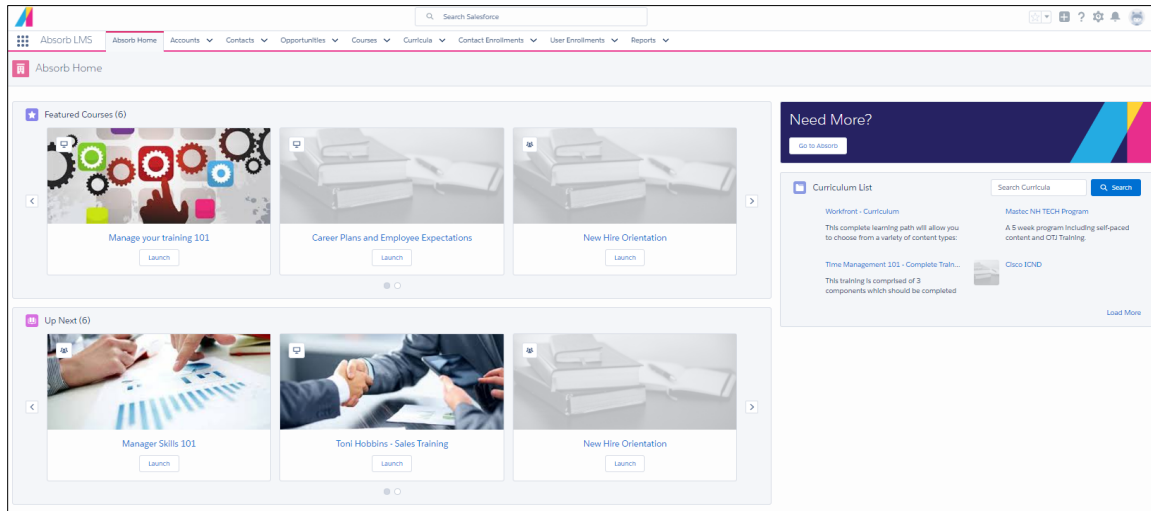 Search Salesforce
Absorb LMS
Absorb Home
Accounts
Contacts
Opportunities
Courses
Curricula
Contact Enrollments
User Enrollments
Reports
Absorb Home
Featured Courses (6)
Manage your training 101
Launch
Career Plans and Employee Expectations
Launch
New Hire Orientation
Launch
Up Next (6)
Manager Skills 101
Launch
Toni Hobbins - Sales Training
Launch
New Hire Orientation
Launch
Need More?
Go to Absorb
Curriculum List
Search Curricula
Search
Workfront - Curriculum
This complete learning path will allow you
to choose from a variety of content types:
Mastec NH TECH Program
A 5 week program including self-paced
content and OTJ Training.
Time Management 101 - Complete Train...
This training is comprised of 3
components which should be completed
Cisco ICND
Load More